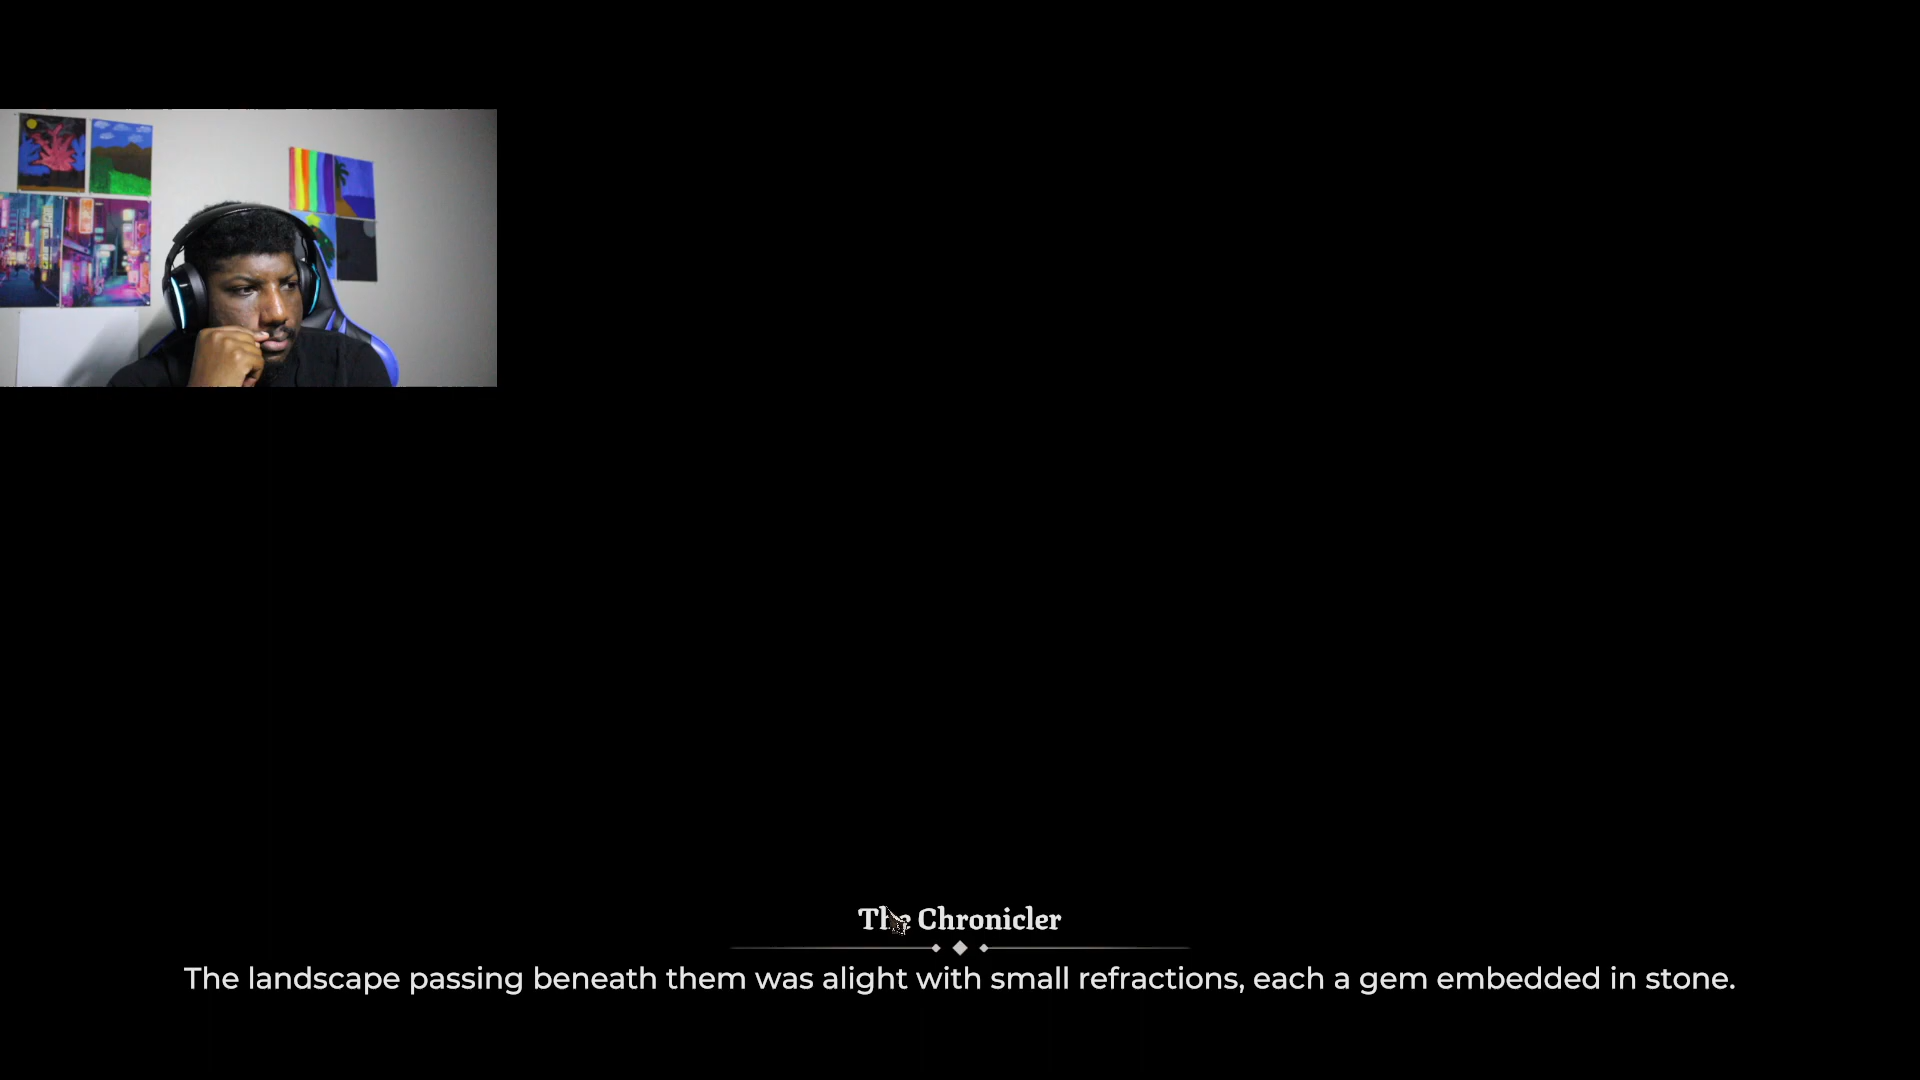 The Chronicler
The landscape passing beneath them was alight with small refractions, each a gem embedded in stone.